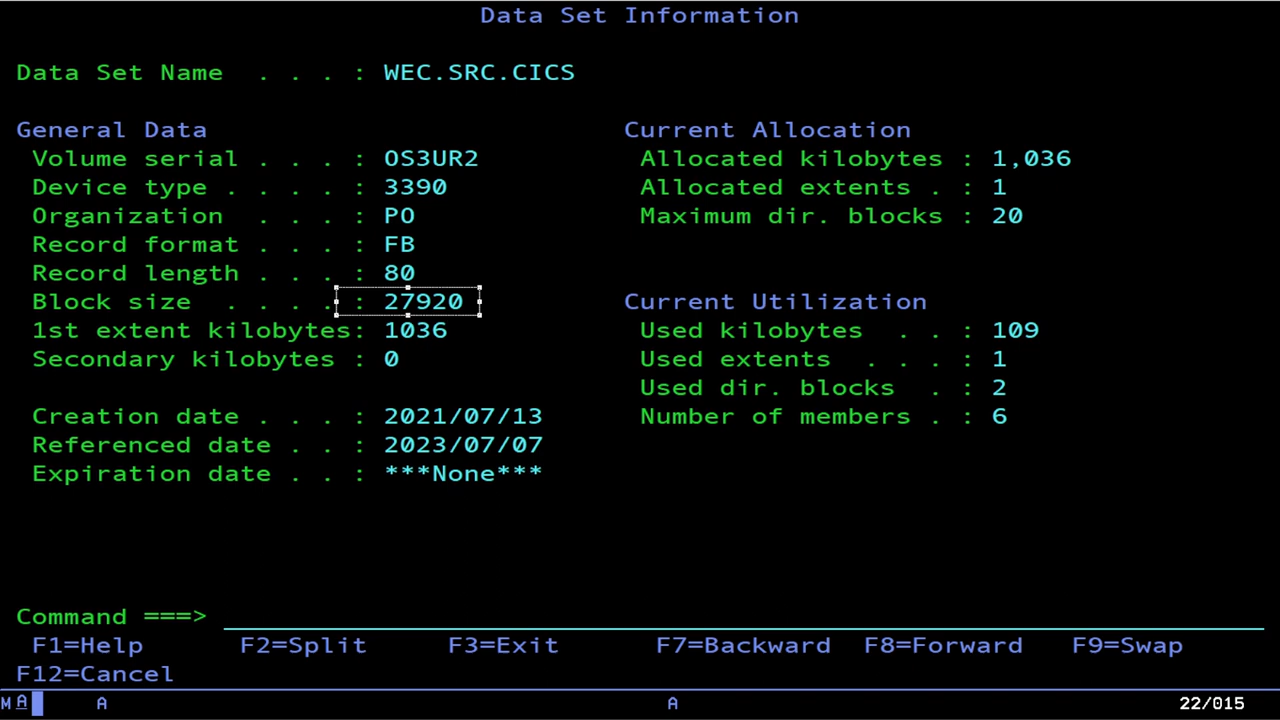 Data Set Information
Data Set Name . . . : WEC.SRC.CICS
General Data Current Allocation
Volume serial . . . : OS3UR2 Allocated kilobytes : 1,036
Device type . . . . : 3390 Allocated extents . : 1
Organization . . . : PO Maximum dir. blocks : 20
Record format . . . : FB
Record length . . . : 80
Block size . . . . : 27920 Current Utilization
1st extent kilobytes: 1036 Used kilobytes . . : 109
Secondary kilobytes : 0 Used extents . . . : 1
Used dir. blocks . : 2
Creation date . . . : 2021/07/13 Number of members . : 6
Referenced date . . : 2023/07/07
Expiration date . . : ***None***
Command ===>
F1=Help F2=Split F3=Exit F7=Backward F8=Forward F9=Swap
F12=Cancel
MA A A 22/015